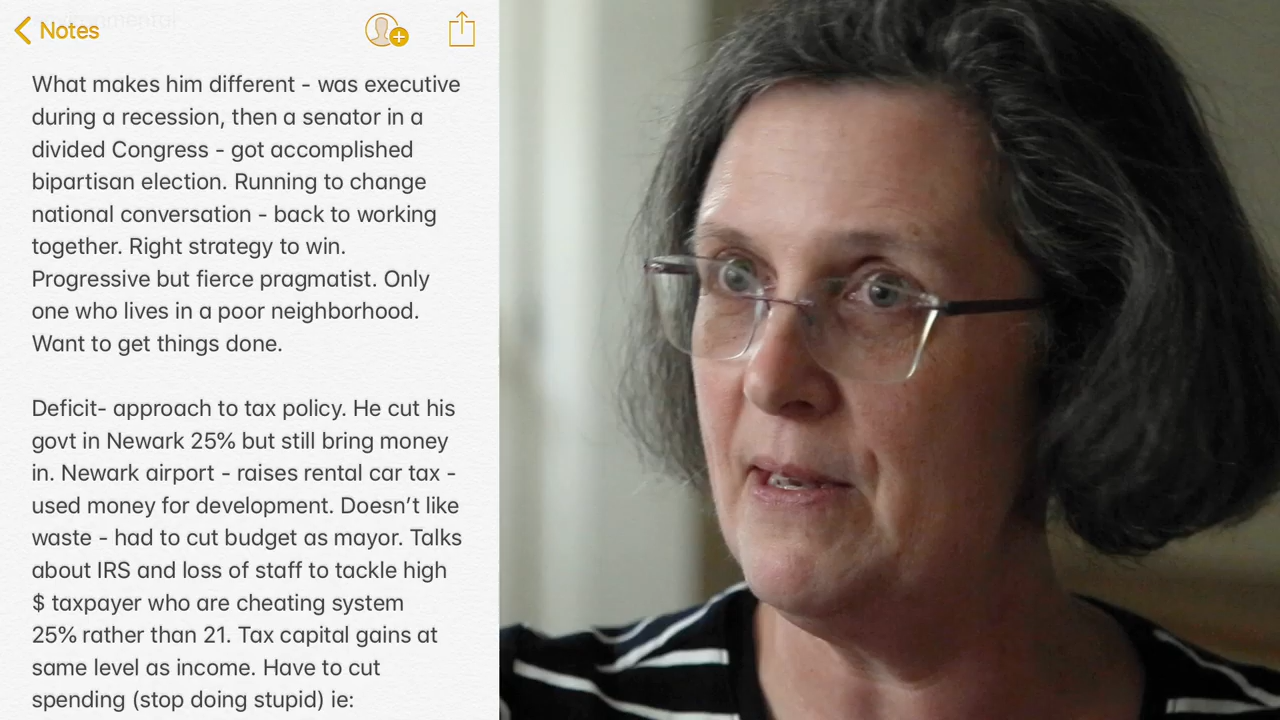 Notes
What makes him different - was executive
during a recession, then a senator in a
divided Congress - got accomplished
bipartisan election. Running to change
national conversation - back to working
together. Right strategy to win.
Progressive but fierce pragmatist. Only
one who lives in a poor neighborhood.
Want to get things done.
Deficit- approach to tax policy. He cut his
govt in Newark 25% but still bring money
in. Newark airport - raises rental car tax -
used money for development. Doesn’t like
waste - had to cut budget as mayor. Talks
about IRS and loss of staff to tackle high
$ taxpayer who are cheating system
25% rather than 21. Tax capital gains at
same level as income. Have to cut
spending (stop doing stupid) ie: